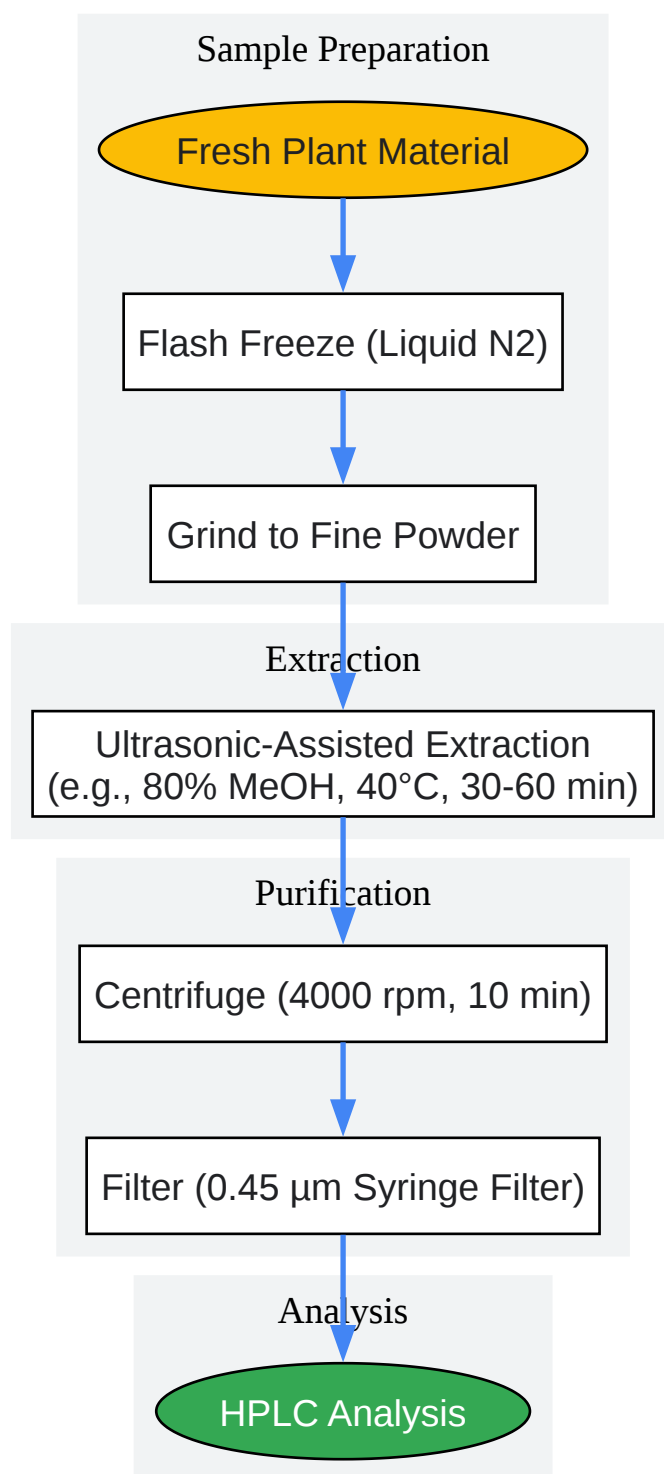 Sample Preparation
Fresh Plant Material
Flash Freeze (Liquid N2)
Grind to Fine Powder
Extraction
Ultrasonic-Assisted Extraction
(e.g., 80% MeOH, 40°C, 30-60 min)
Purification
Centrifuge (4000 rpm, 10 min)
Filter (0.45 µm Syringe Filter)
Analysis
HPLC Analysis